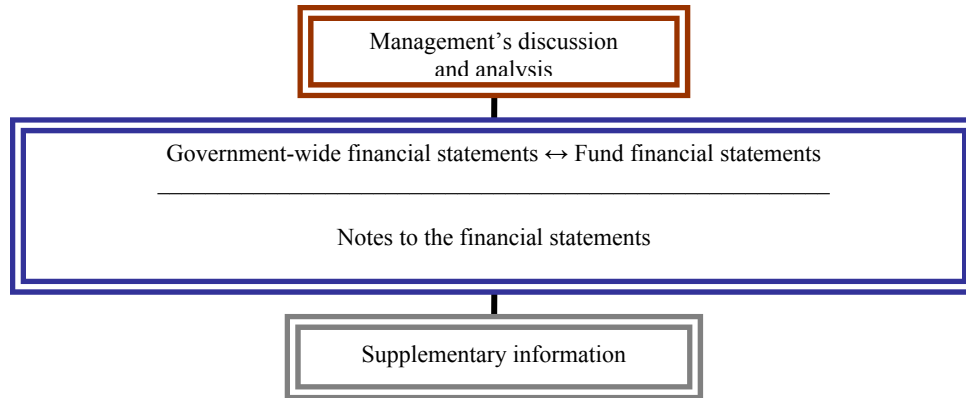 Management’s discussion
and analysis
Government-wide financial statements ↔ Fund financial statements
Notes to the financial statements
Supplementary information